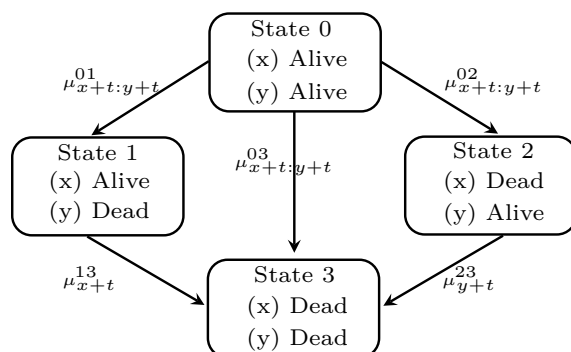 State 0
(x) Alive
(y) Alive
μ^{01}_{x+t:y+t}
μ^{02}_{x+t:y+t}
State 1
(x) Alive
(y) Dead
μ^{03}_{x+t:y+t}
State 2
(x) Dead
(y) Alive
μ^{13}_{x+t}
μ^{23}_{y+t}
State 3
(x) Dead
(y) Dead